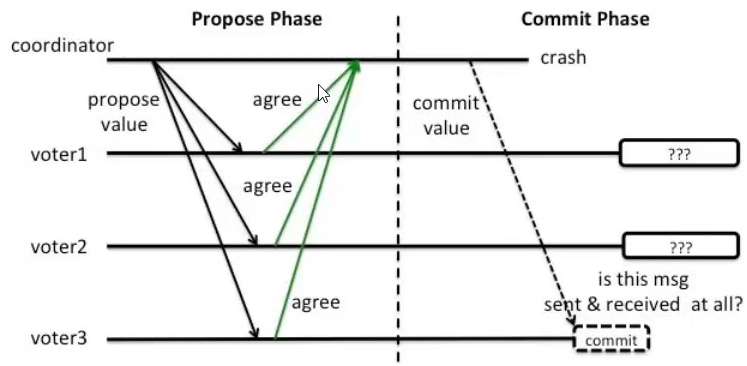 Propose Phase
Commit Phase
coordinator
crash
propose
value
agree
commit
value
voter1
???
agree
voter2
???
is this msg
sent & received at all?
agree
voter3
commit